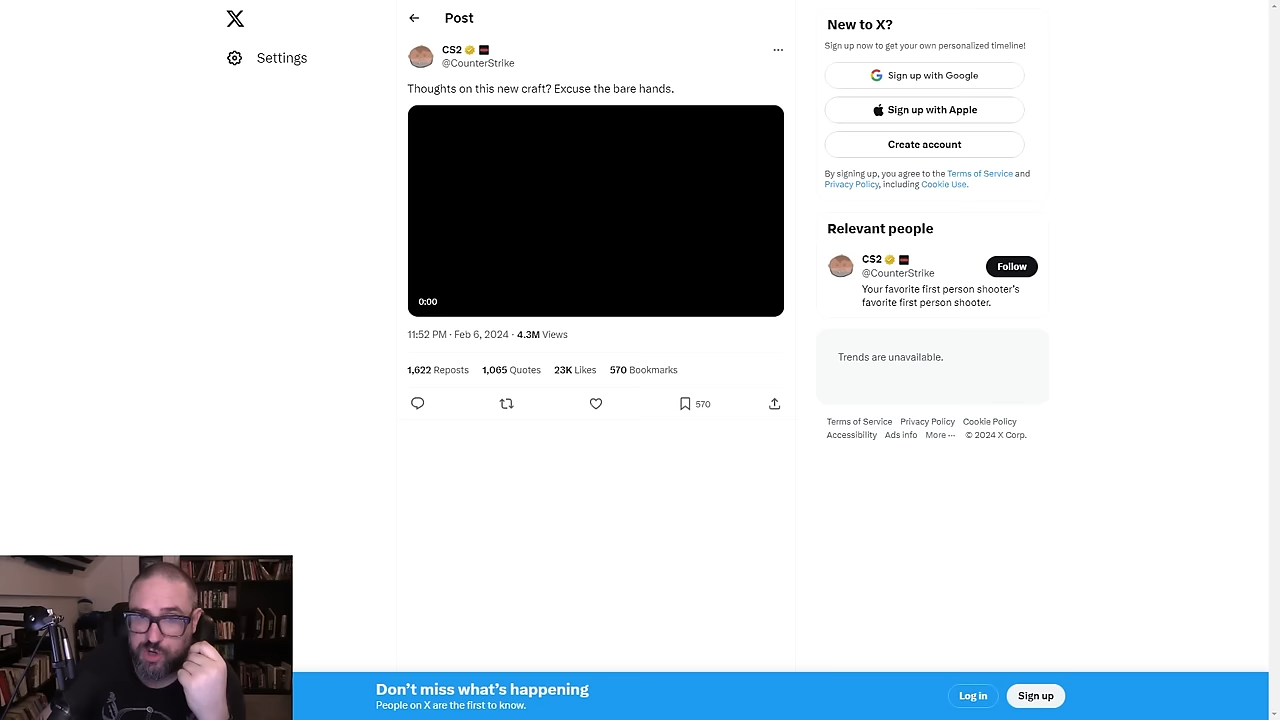 Settings
Post
CS2
@CounterStrike
Thoughts on this new craft? Excuse the bare hands.
0:00
11:52 PM · Feb 6, 2024 · 4.3M Views
1,622 Reposts 1,065 Quotes 23K Likes 570 Bookmarks
570
New to X?
Sign up now to get your own personalized timeline!
Sign up with Google
Sign up with Apple
Create account
By signing up, you agree to the Terms of Service and
Privacy Policy, including Cookie Use.
Relevant people
CS2
@CounterStrike
Follow
Your favorite first person shooter's
favorite first person shooter.
Trends are unavailable.
Terms of Service Privacy Policy Cookie Policy
Accessibility Ads info More ··· © 2024 X Corp.
Don't miss what's happening
People on X are the first to know.
Log in
Sign up